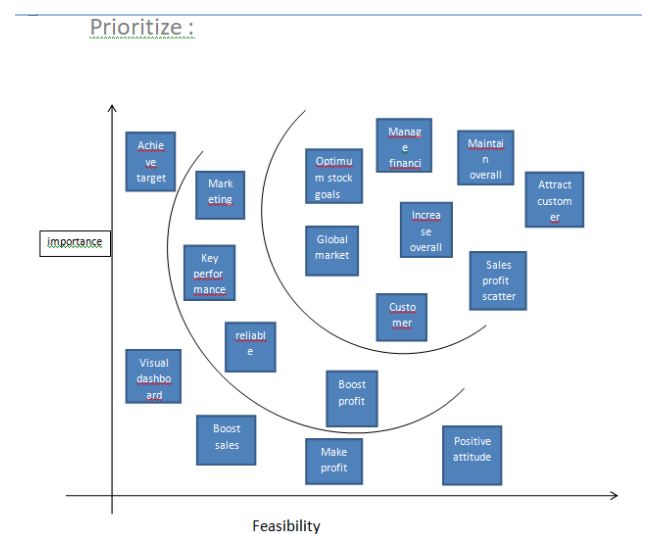 Prioritize :
Achie
ve
target
Mark
eting
Optimu
m stock
goals
Manag
e
financi
Maintai
n
overall
Attract
custom
er
importance
Key
perfor
mance
Global
market
Increa
se
overall
Sales
profit
scatter
Custo
mer
reliabl
e
Visual
dashbo
ard
Boost
profit
Boost
sales
Make
profit
Positive
attitude
Feasibility